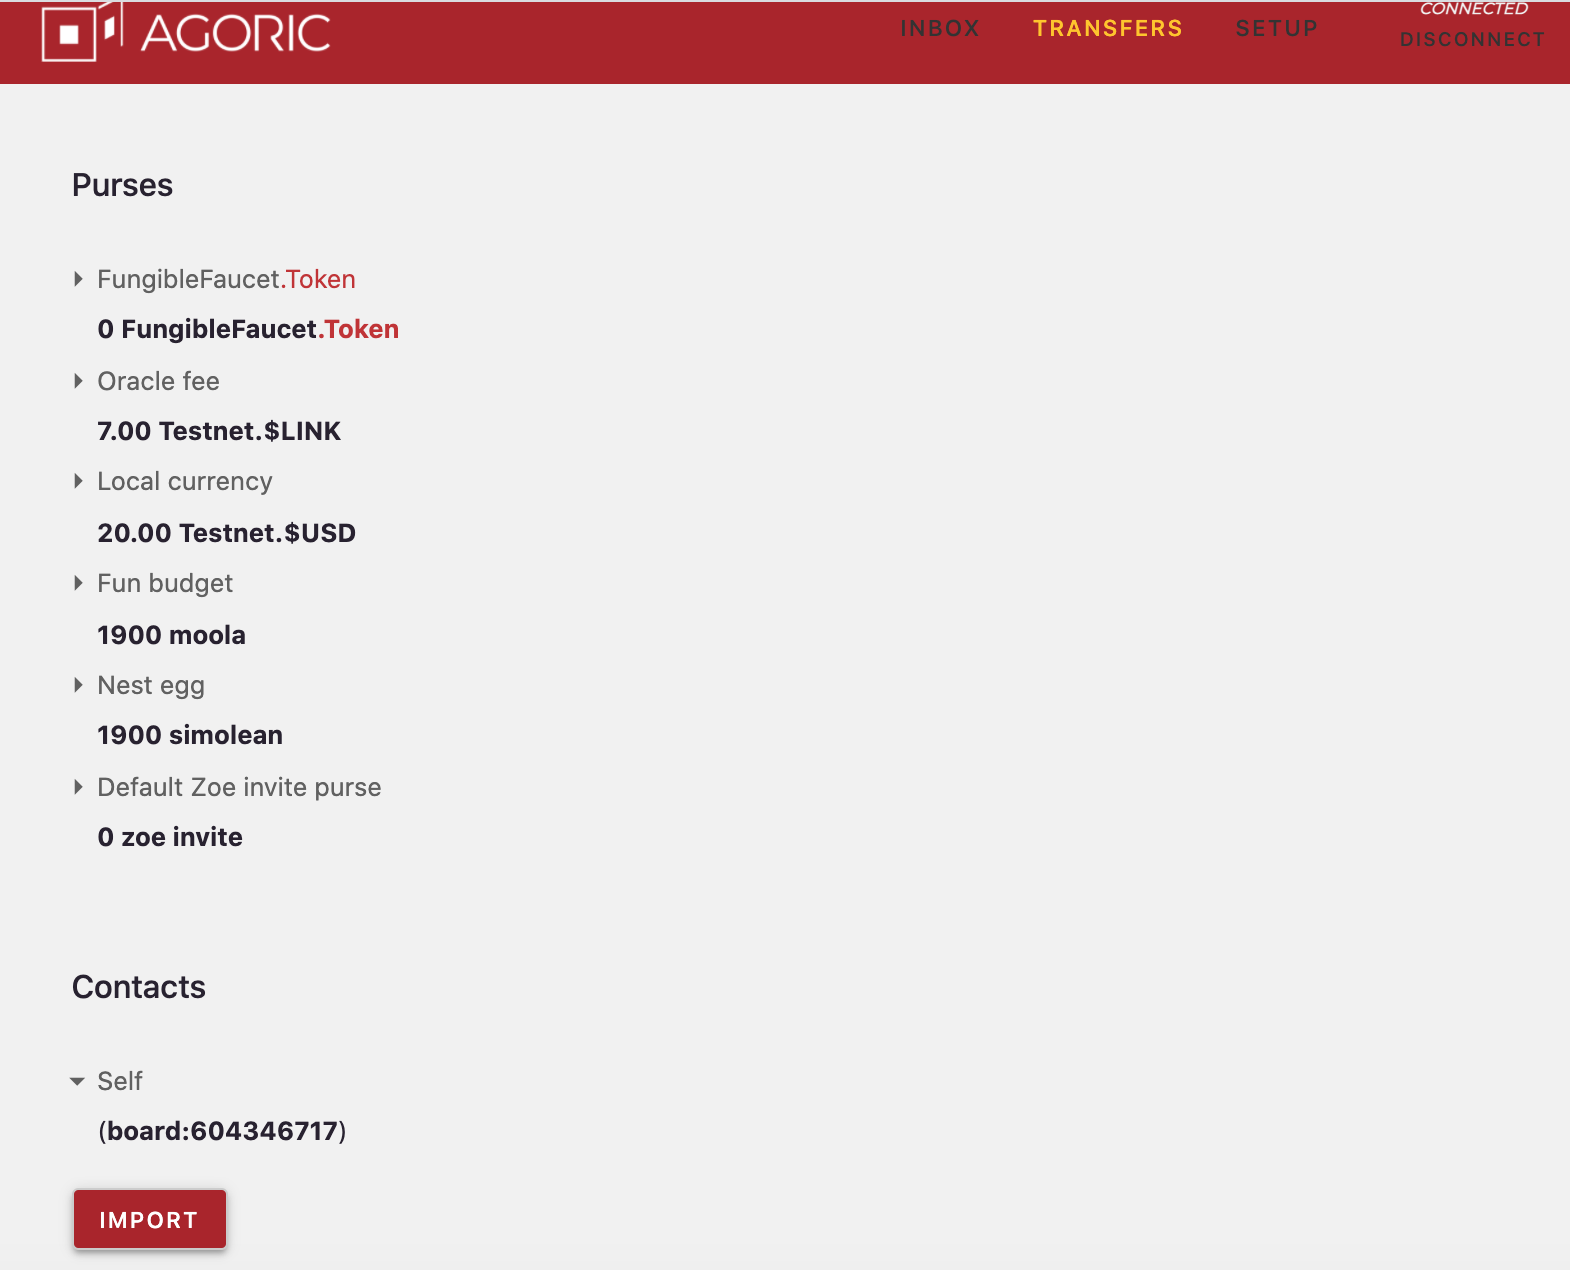 AGORIC
INBOX
TRANSFERS
SETUP
CONNECTED
DISCONNECT
Purses
FungibleFaucet.Token
0 FungibleFaucet.Token
Oracle fee
7.00 Testnet.$LINK
Local currency
20.00 Testnet.$USD
Fun budget
1900 moola
Nest egg
1900 simolean
Default Zoe invite purse
0 zoe invite
Contacts
Self
(board:604346717)
IMPORT